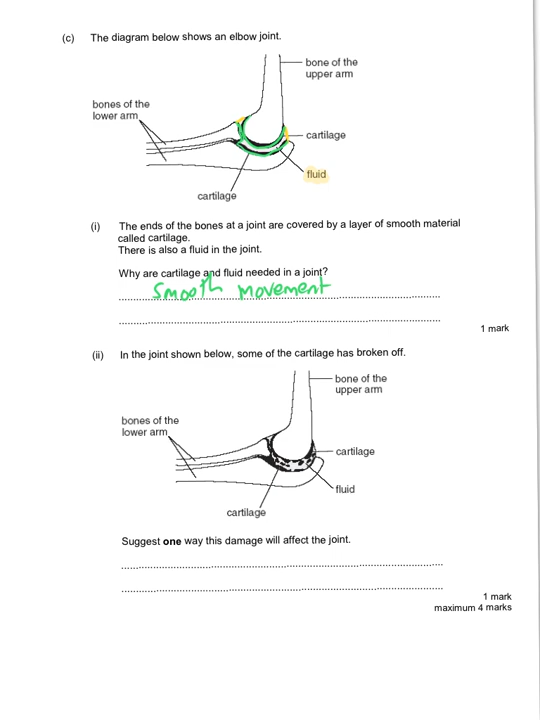 (c) The diagram below shows an elbow joint.
bone of the
upper arm
bones of the
lower arm
cartilage
fluid
cartilage
(i) The ends of the bones at a joint are covered by a layer of smooth material
called cartilage.
There is also a fluid in the joint.
Why are cartilage and fluid needed in a joint?
Smooth movement
1 mark
(ii) In the joint shown below, some of the cartilage has broken off.
bone of the
upper arm
bones of the
lower arm
cartilage
fluid
cartilage
Suggest one way this damage will affect the joint.
1 mark
maximum 4 marks